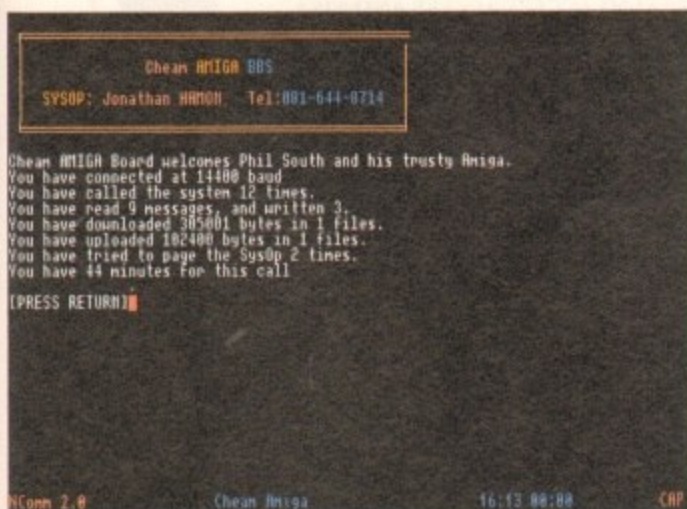 Cheam AMIGA BBS
SYSOP: Jonathan HAMON Tel:081-644-8714
Cheam AMIGA Board welcomes Phil South and his trusty Amiga.
You have connected at 14400 baud
You have called the system 12 times.
You have read 9 messages, and written 3.
You have downloaded 305001 bytes in 1 files.
You have uploaded 102400 bytes in 1 files.
You have tried to page the SysOp 2 times.
You have 44 minutes for this call
[PRESS RETURN]
NComm 2.0 Cheam Amiga 16:13 00:00 CAP